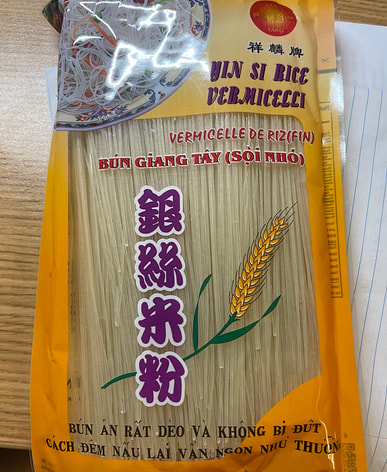 祥麟牌
YIN SI RICE
VERMICELLI
VERMICELLE DE RIZ(FIN)
BÚN GIANG TÂY (SỢI NHỎ)
銀絲米粉
BÚN ĂN RẤT DẺO VÀ KHÔNG BỊ ĐỨT
CÁCH ĐÊM NẤU LẠI VẪN NGON NHƯ THƯỜNG